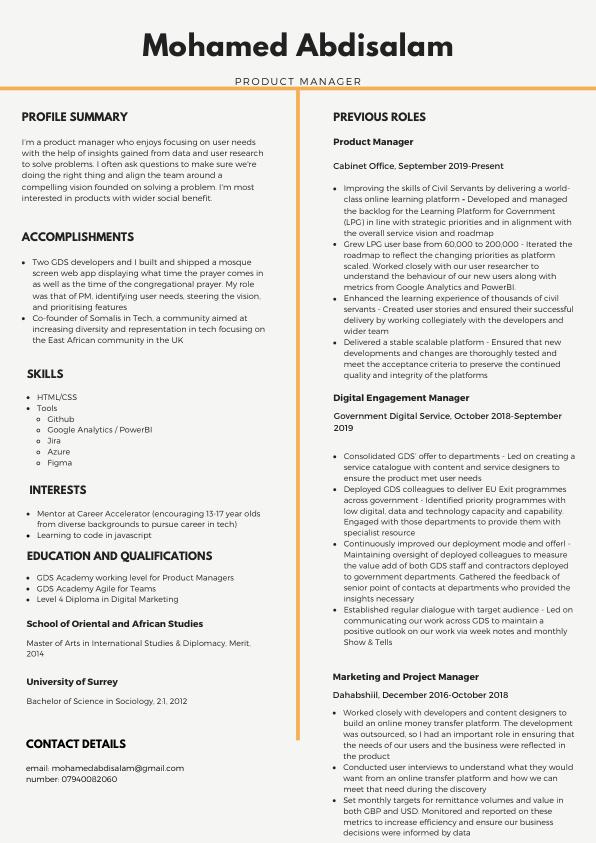 Mohamed Abdisalam
PRODUCT MANAGER
PROFILE SUMMARY
I'm a product manager who enjoys focusing on user needs
with the help of insights gained from data and user research
to solve problems. I often ask questions to make sure we're
doing the right thing and align the team around a
compelling vision founded on solving a problem. I'm most
interested in products with wider social benefit.
ACCOMPLISHMENTS
• Two GDS developers and I built and shipped a mosque
screen web app displaying what time the prayer comes in
as well as the time of the congregational prayer. My role
was that of PM, identifying user needs, steering the vision,
and prioritising features
• Co-founder of Somalis in Tech, a community aimed at
increasing diversity and representation in tech focusing on
the East African community in the UK
SKILLS
• HTML/CSS
• Tools
◦ Github
◦ Google Analytics / PowerBI
◦ Jira
◦ Azure
◦ Figma
INTERESTS
• Mentor at Career Accelerator (encouraging 13-17 year olds
from diverse backgrounds to pursue career in tech)
• Learning to code in javascript
EDUCATION AND QUALIFICATIONS
• GDS Academy working level for Product Managers
• GDS Academy Agile for Teams
• Level 4 Diploma in Digital Marketing
School of Oriental and African Studies
Master of Arts in International Studies & Diplomacy, Merit,
2014
University of Surrey
Bachelor of Science in Sociology, 2:1, 2012
CONTACT DETAILS
email: mohamedabdisalam@gmail.com
number: 07940082060
PREVIOUS ROLES
Product Manager
Cabinet Office, September 2019-Present
• Improving the skills of Civil Servants by delivering a world-
class online learning platform - Developed and managed
the backlog for the Learning Platform for Government
(LPG) in line with strategic priorities and in alignment with
the overall service vision and roadmap
• Grew LPG user base from 60,000 to 200,000 - Iterated the
roadmap to reflect the changing priorities as platform
scaled. Worked closely with our user researcher to
understand the behaviour of our new users along with
metrics from Google Analytics and PowerBI.
• Enhanced the learning experience of thousands of civil
servants - Created user stories and ensured their successful
delivery by working collegiately with the developers and
wider team
• Delivered a stable scalable platform - Ensured that new
developments and changes are thoroughly tested and
meet the acceptance criteria to preserve the continued
quality and integrity of the platforms
Digital Engagement Manager
Government Digital Service, October 2018-September
2019
• Consolidated GDS' offer to departments - Led on creating a
service catalogue with content and service designers to
ensure the product met user needs
• Deployed GDS colleagues to deliver EU Exit programmes
across government - Identified priority programmes with
low digital, data and technology capacity and capability.
Engaged with those departments to provide them with
specialist resource
• Continuously improved our deployment mode and offerl -
Maintaining oversight of deployed colleagues to measure
the value add of both GDS staff and contractors deployed
to government departments. Gathered the feedback of
senior point of contacts at departments who provided the
insights necessary
• Established regular dialogue with target audience - Led on
communicating our work across GDS to maintain a
positive outlook on our work via week notes and monthly
Show & Tells
Marketing and Project Manager
Dahabshiil, December 2016-October 2018
• Worked closely with developers and content designers to
build an online money transfer platform. The development
was outsourced, so I had an important role in ensuring that
the needs of our users and the business were reflected in
the product
• Conducted user interviews to understand what they would
want from an online transfer platform and how we can
meet that need during the discovery
• Set monthly targets for remittance volumes and value in
both GBP and USD. Monitored and reported on these
metrics to increase efficiency and ensure our business
decisions were informed by data